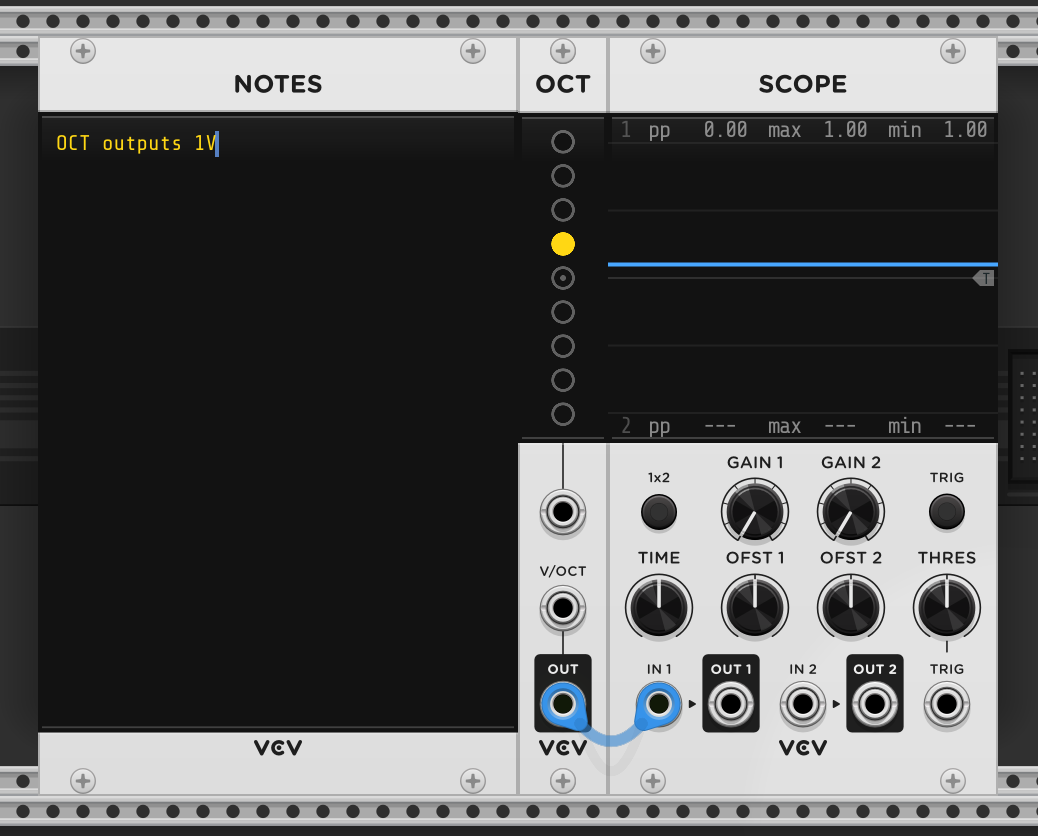 NOTES
OCT outputs 1V
VCV
OCT
V/OCT
OUT
VCV
SCOPE
1 pp 0.00 max 1.00 min 1.00
T
2 pp --- max --- min ---
1x2 GAIN 1 GAIN 2 TRIG
TIME OFST 1 OFST 2 THRES
IN 1 OUT 1 IN 2 OUT 2 TRIG
VCV